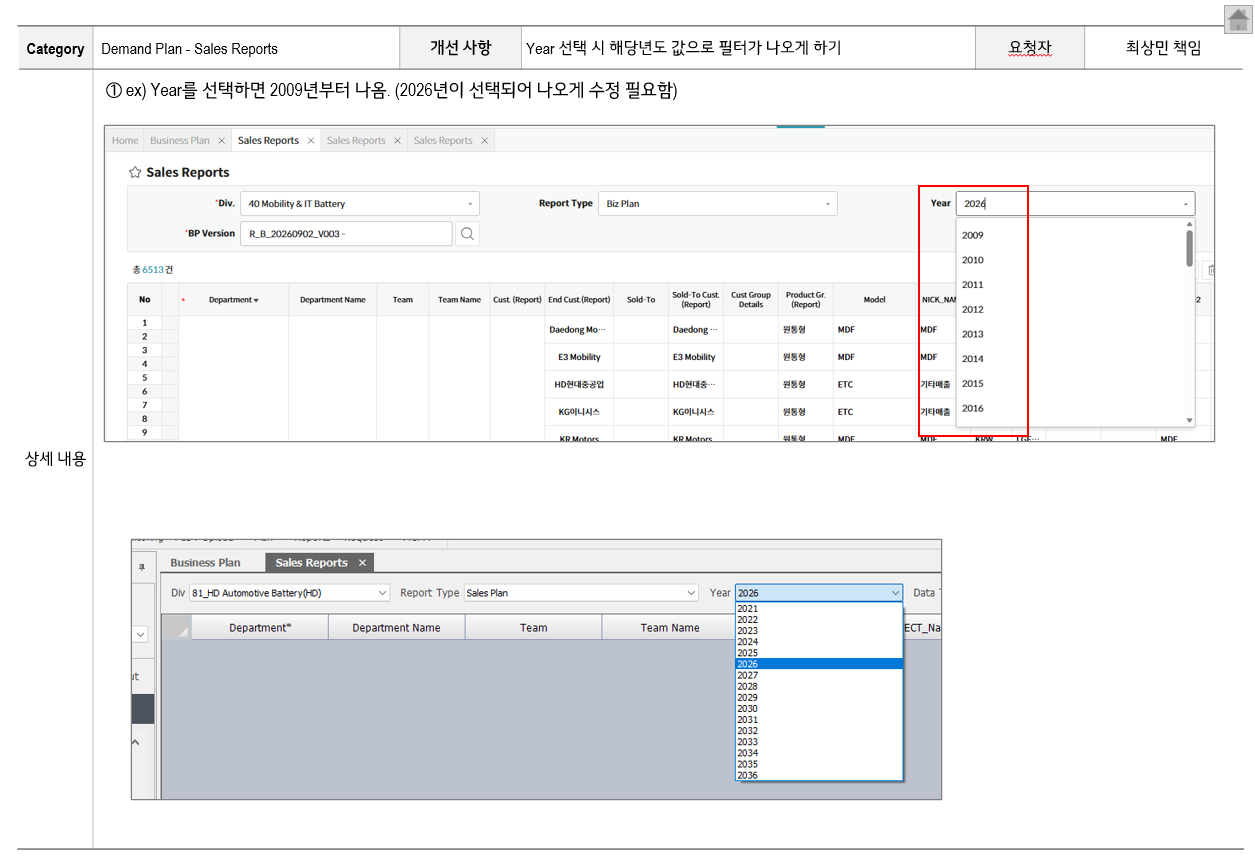 Category
Demand Plan - Sales Reports
개선 사항
Year 선택 시 해당년도 값으로 필터가 나오게 하기
요청자
최상민 책임
상세 내용
① ex) Year를 선택하면 2009년부터 나옴. (2026년이 선택되어 나오게 수정 필요함)
Home Business Plan Sales Reports Sales Reports Sales Reports
Sales Reports
*Div. 40 Mobility & IT Battery Report Type Biz Plan Year 2026
*BP Version R_B_20260902_V003 -
총 6513 건
No * Department Department Name Team Team Name Cust. (Report) End Cust.(Report) Sold-To Sold-To Cust. (Report) Cust Group Details Product Gr. (Report) Model
2009
2010
2011
2012
2013
2014
2015
2016
1
2
Daedong Mo··· Daedong ··· 원통형 MDF MDF
3
4
E3 Mobility E3 Mobility 원통형 MDF MDF
5
6
HD현대중공업 HD현대중··· 원통형 ETC 기타매출
7
8
KG이니시스 KG이니시스 원통형 ETC 기타매출
9
KR Motors KR Motors 원통형 MDF MDF KRW MDF
Business Plan Sales Reports
Div 81_HD Automotive Battery(HD) Report Type Sales Plan Year 2026 Data
Department* Department Name Team Team Name
2021
2022
2023
2024
2025
2026
2027
2028
2029
2030
2031
2032
2033
2034
2035
2036